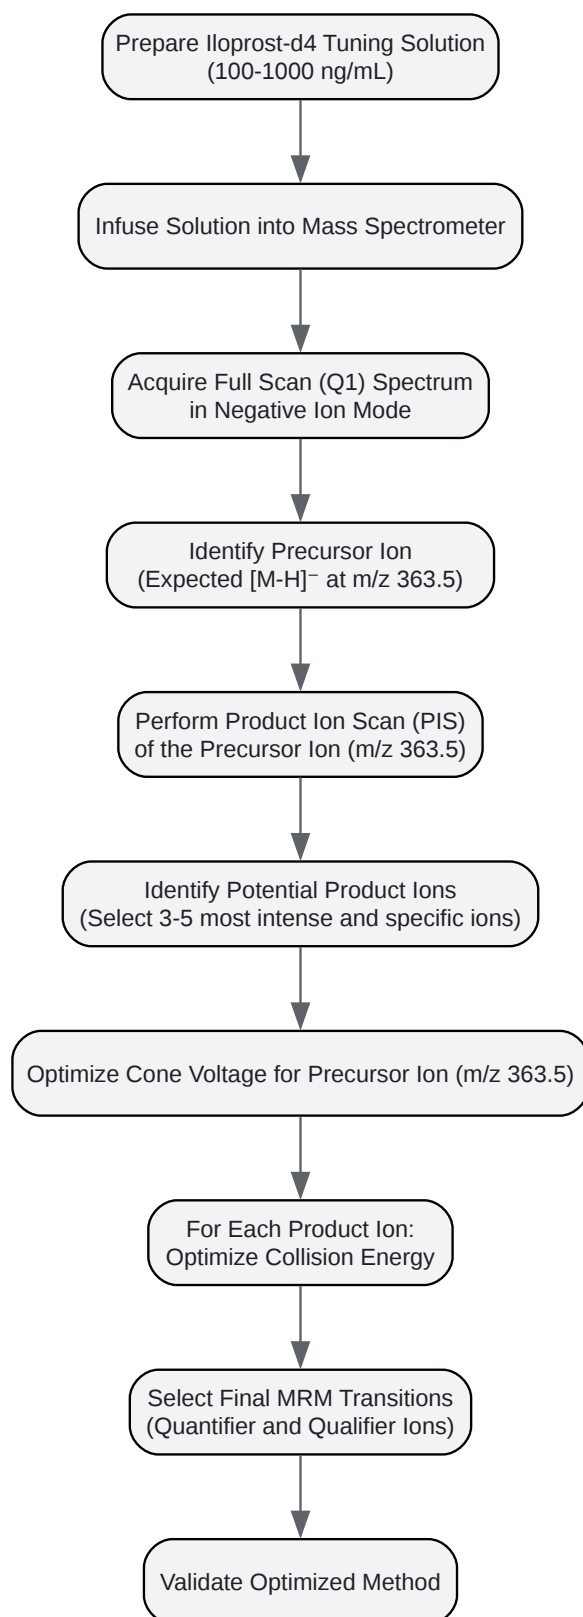 Prepare Iloprost-d4 Tuning Solution
(100-1000 ng/mL)
Infuse Solution into Mass Spectrometer
Acquire Full Scan (Q1) Spectrum
in Negative Ion Mode
Identify Precursor Ion
(Expected [M-H]⁻ at m/z 363.5)
Perform Product Ion Scan (PIS)
of the Precursor Ion (m/z 363.5)
Identify Potential Product Ions
(Select 3-5 most intense and specific ions)
Optimize Cone Voltage for Precursor Ion (m/z 363.5)
For Each Product Ion:
Optimize Collision Energy
Select Final MRM Transitions
(Quantifier and Qualifier Ions)
Validate Optimized Method